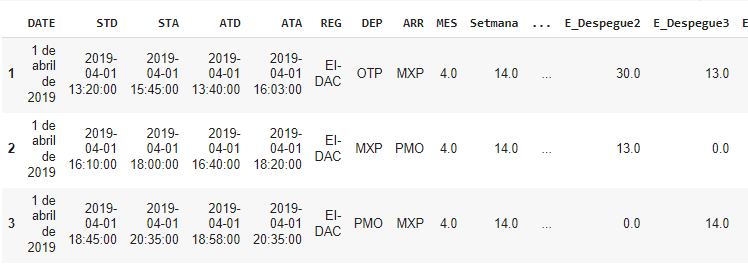 DATE STD STA ATD ATA REG DEP ARR MES Setmana ... E_Despegue2 E_Despegue3 E
1 1 de abril de 2019 2019-04-01 13:20:00 2019-04-01 15:45:00 2019-04-01 13:40:00 2019-04-01 16:03:00 EI-DAC OTP MXP 4.0 14.0 ... 30.0 13.0
2 1 de abril de 2019 2019-04-01 16:10:00 2019-04-01 18:00:00 2019-04-01 16:40:00 2019-04-01 18:20:00 EI-DAC MXP PMO 4.0 14.0 ... 13.0 0.0
3 1 de abril de 2019 2019-04-01 18:45:00 2019-04-01 20:35:00 2019-04-01 18:58:00 2019-04-01 20:35:00 EI-DAC PMO MXP 4.0 14.0 ... 0.0 14.0